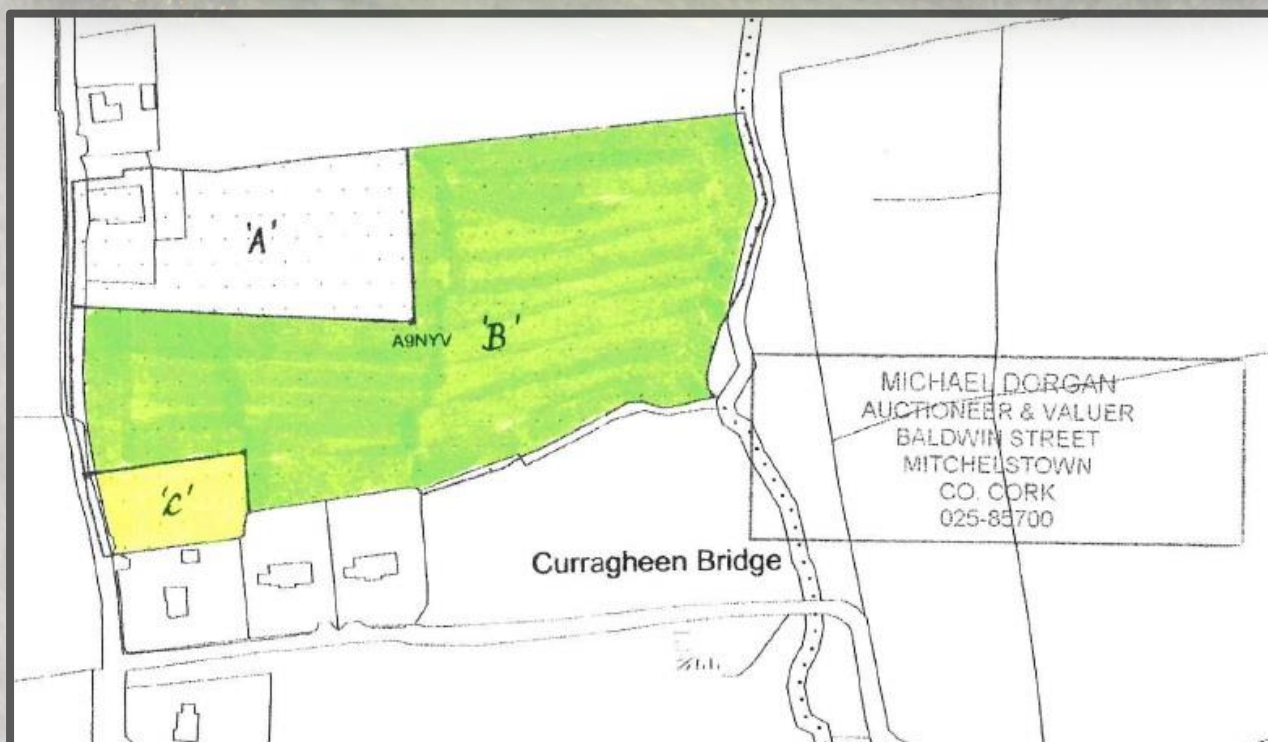 'A'
A9NYV
'B'
'C'
MICHAEL DORGAN
AUCTIONEER & VALUER
BALDWIN STREET
MITCHELSTOWN
CO. CORK
025-85700
Curragheen Bridge